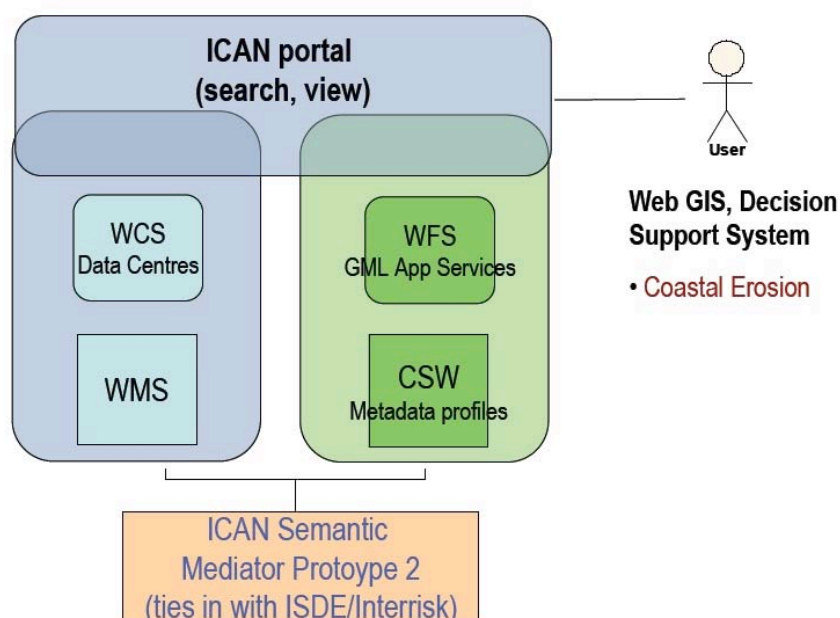 ICAN portal
(search, view)
User
WCS
Data Centres
WFS
GML App Services
Web GIS, Decision
Support System
• Coastal Erosion
WMS
CSW
Metadada profiles
ICAN Semantic
Mediator Protoype 2
(ties in with ISDE/Interrisk)